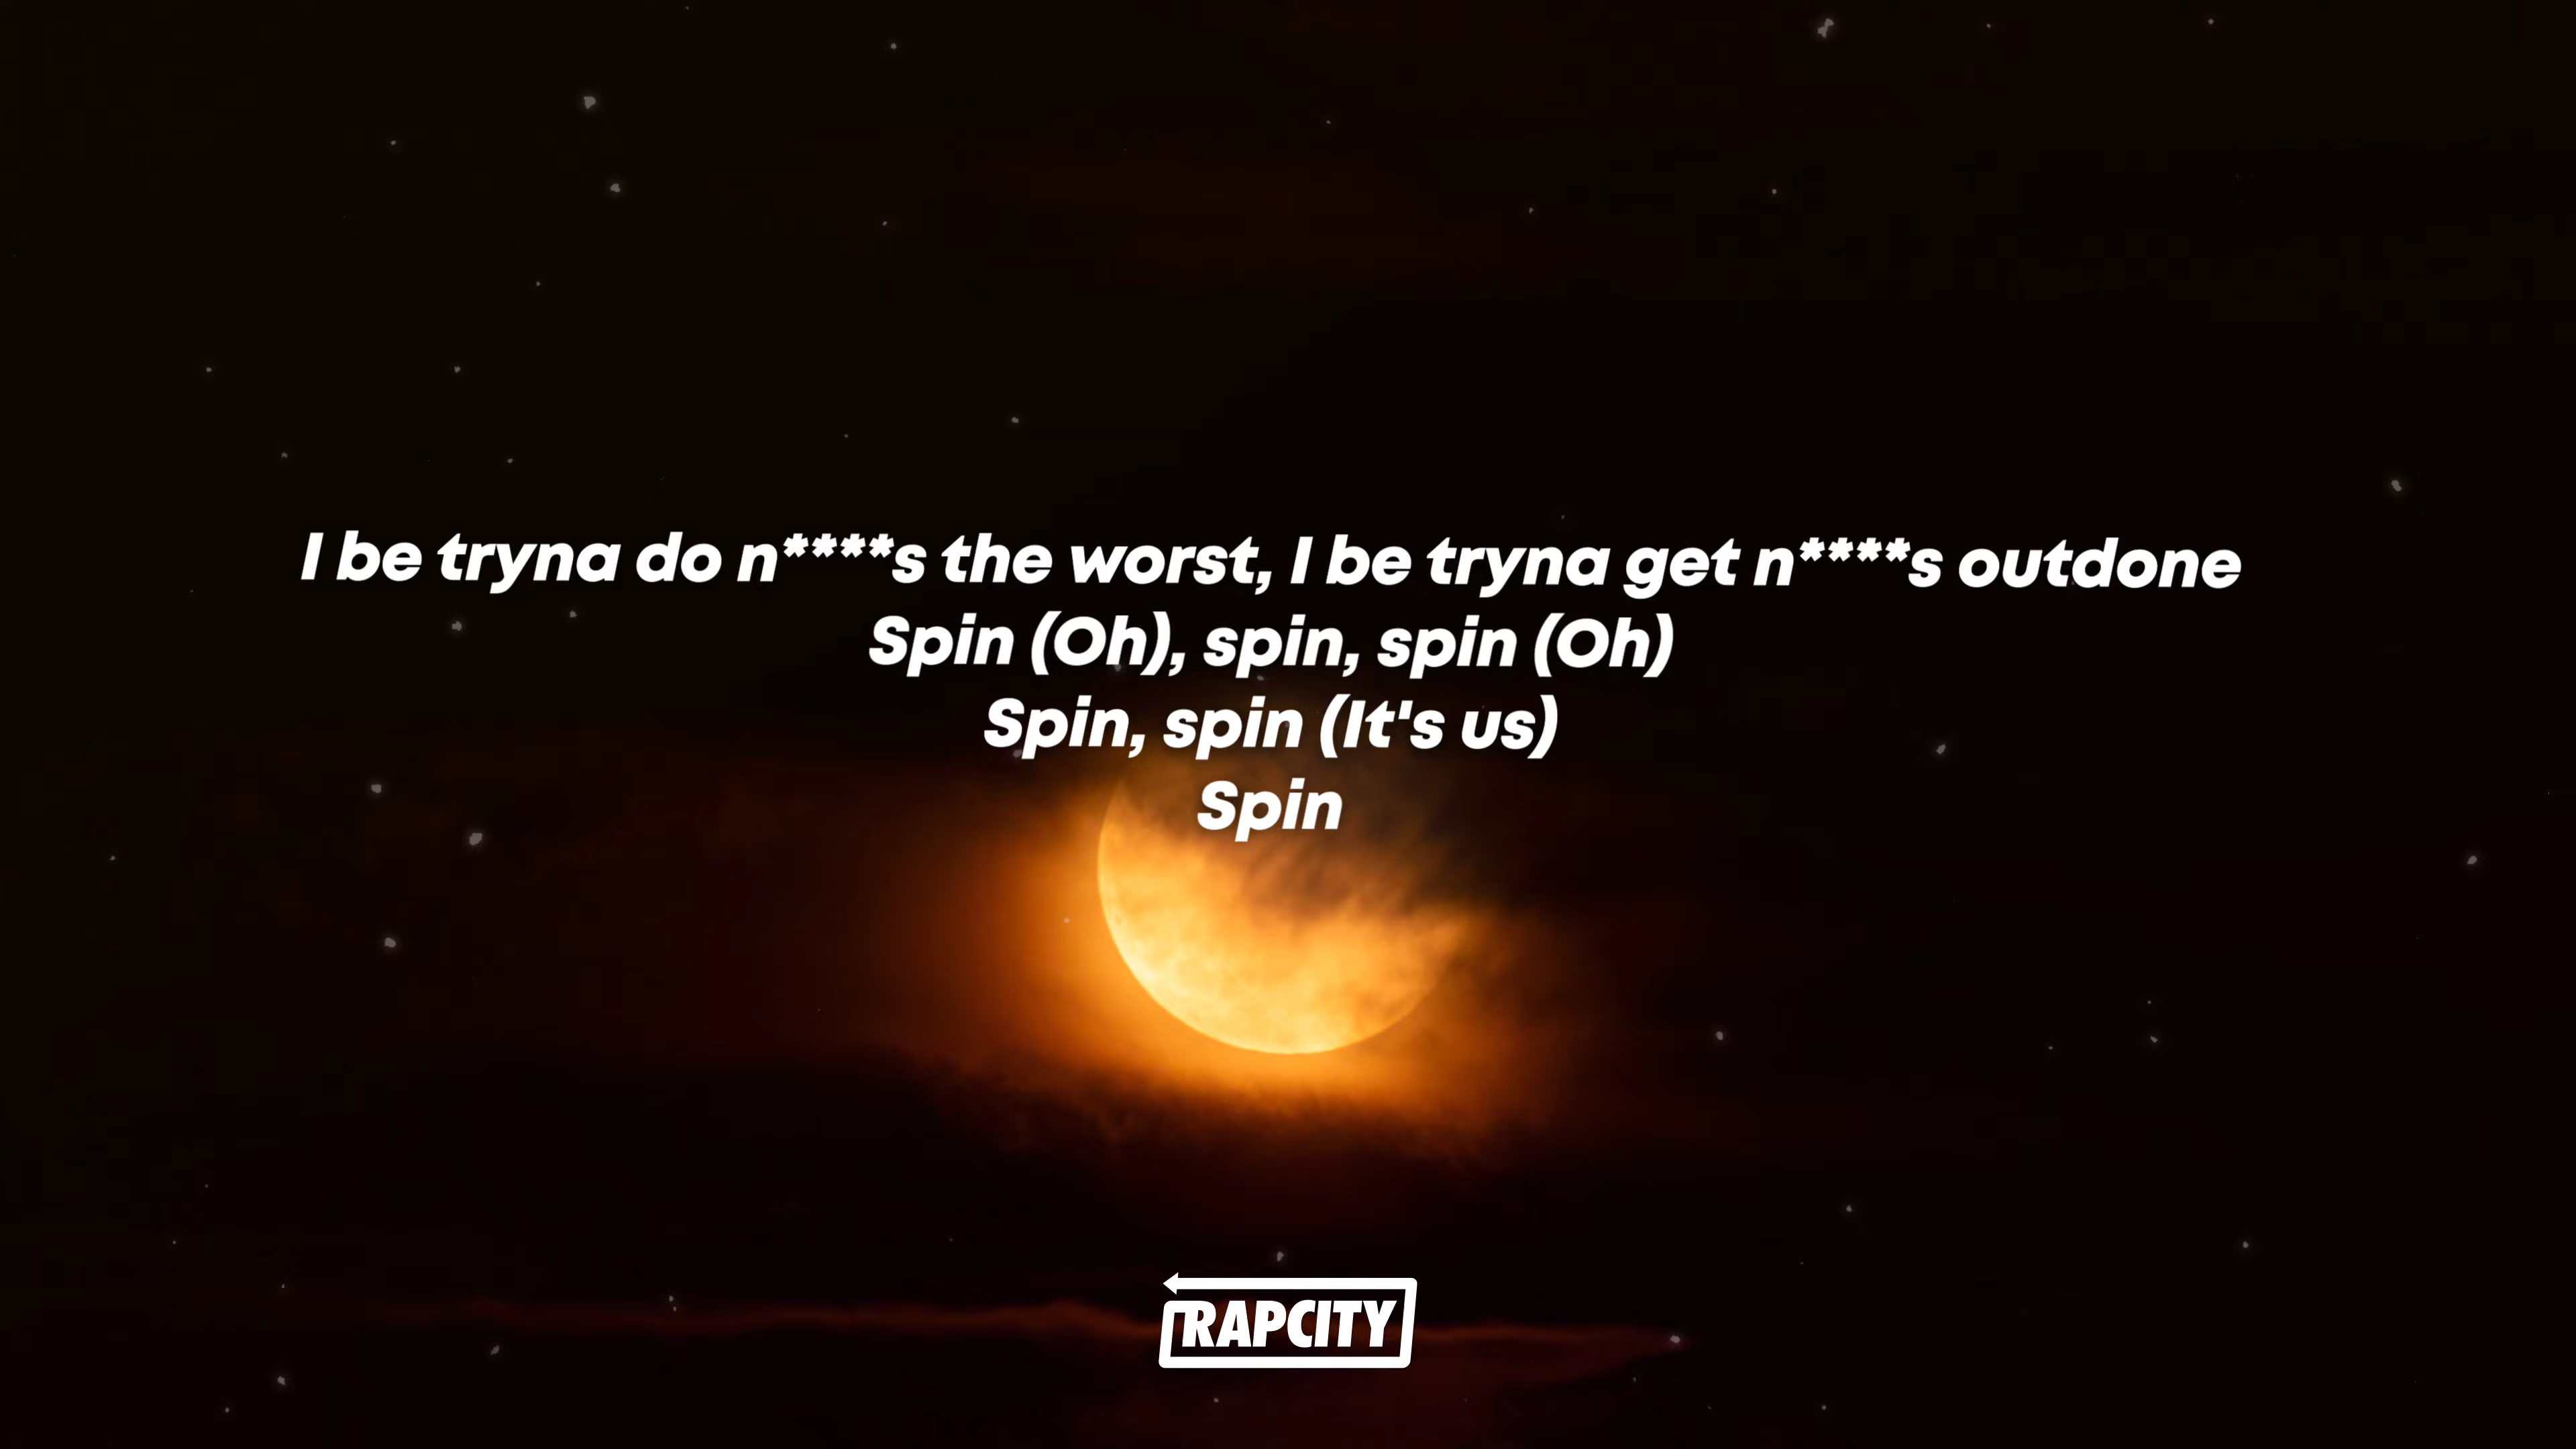 I be tryna do n****s the worst, I be tryna get n****s outdone
Spin (Oh), spin, spin (Oh)
Spin, spin (It's us)
Spin
RAPCITY